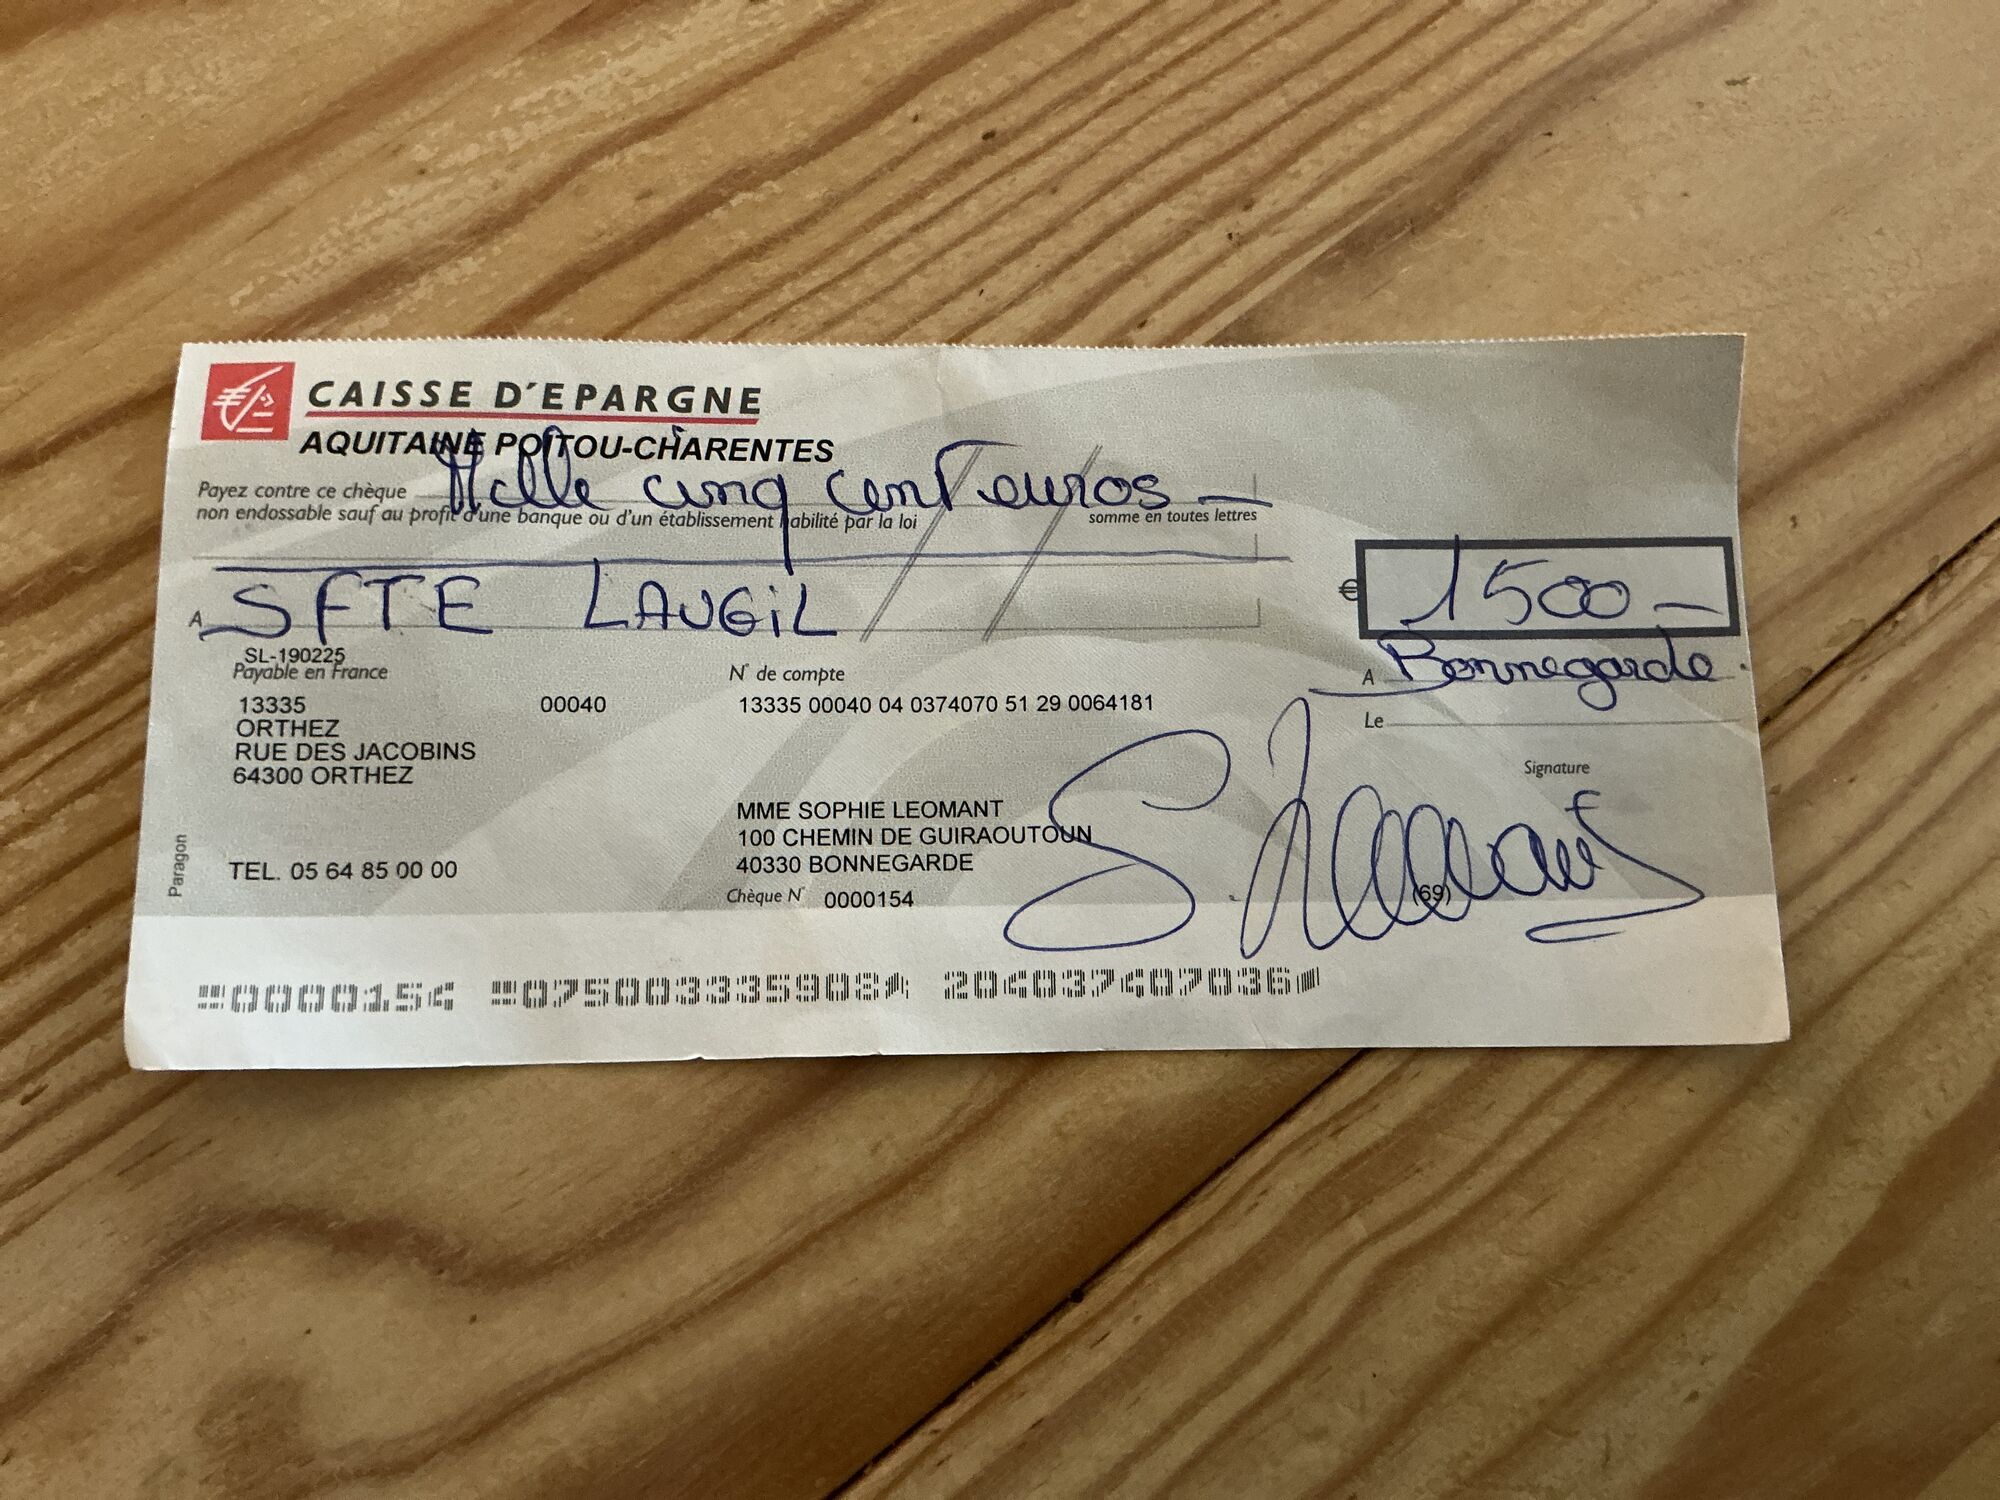 CAISSE D'EPARGNE
AQUITAINE POITOU-CHARENTES
Payez contre ce chèque Mille cinq cent euros —
non endossable sauf au profit d'une banque ou d'un établissement habilité par la loi somme en toutes lettres
A SFTE LAUGIL
€ 1500 —
A Bonnegarde.
Le
SL-190225
Payable en France
N° de compte
13335 00040 13335 00040 04 0374070 51 29 0064181
ORTHEZ
RUE DES JACOBINS
64300 ORTHEZ
Signature
MME SOPHIE LEOMANT
100 CHEMIN DE GUIRAOUTOUN
40330 BONNEGARDE
TEL. 05 64 85 00 00
Chèque N° 0000154
(69)
Paragon
0000154 075003335908 204037407036